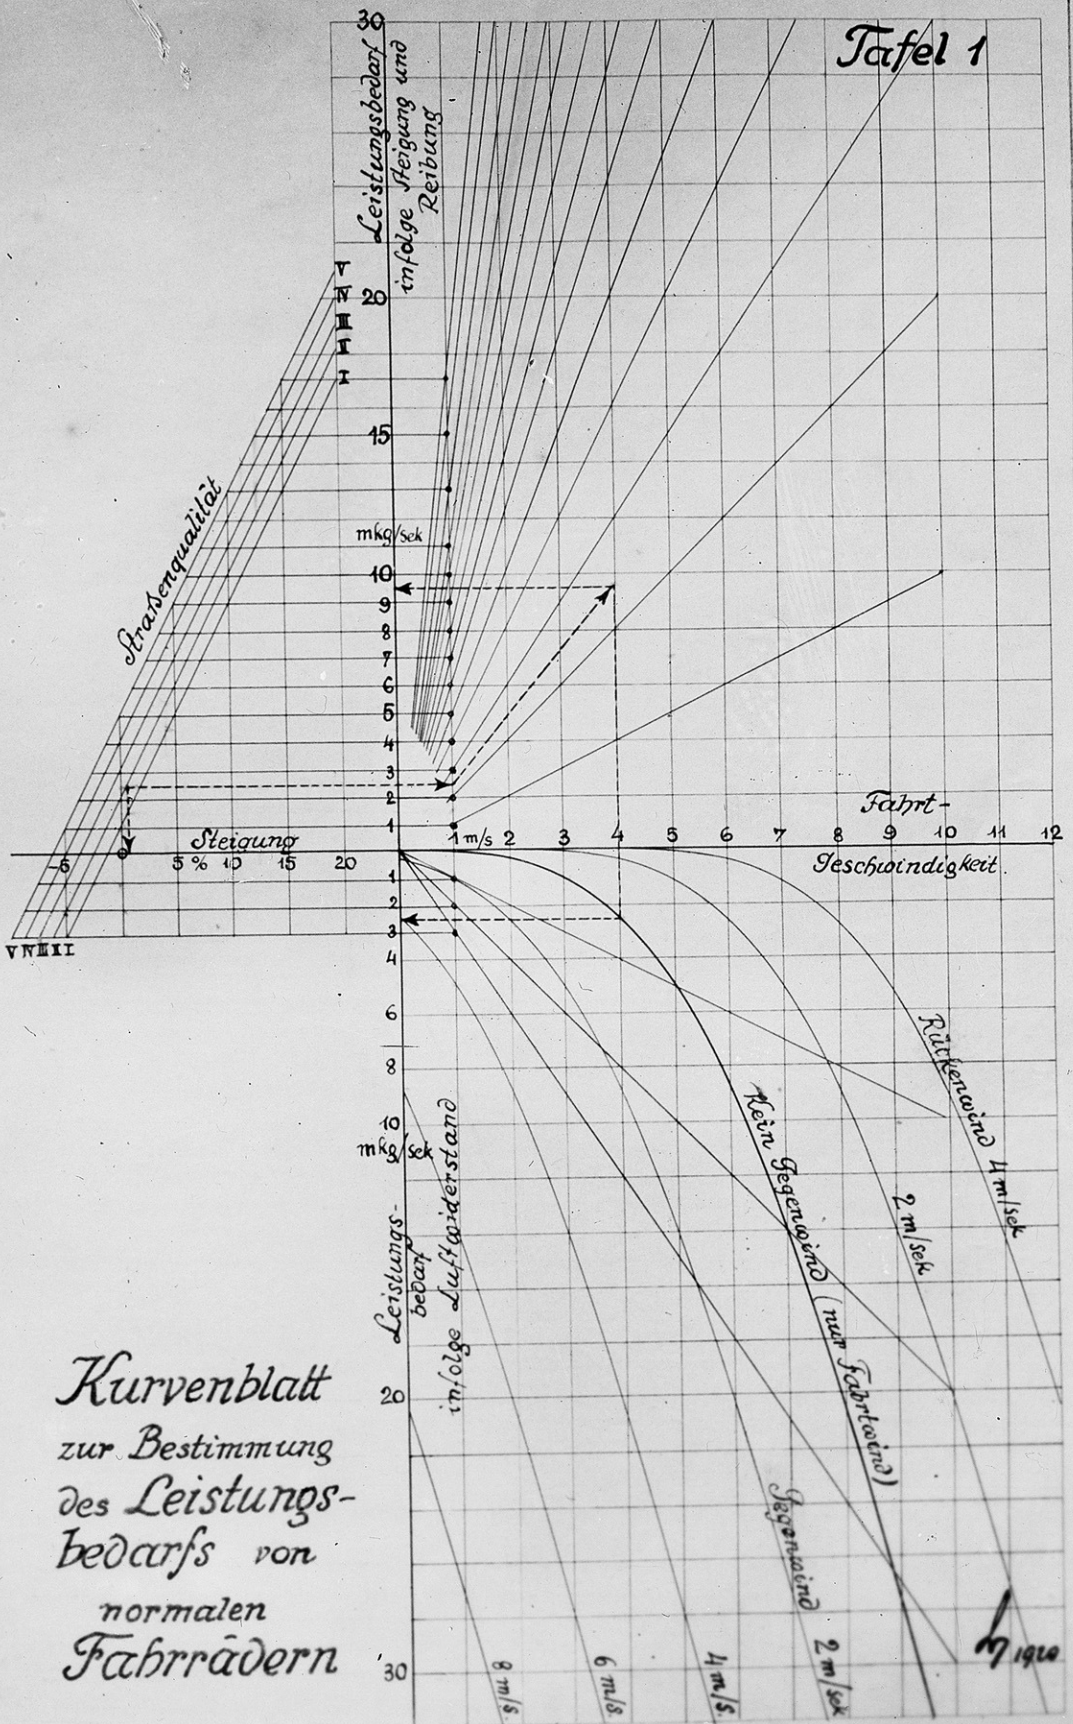 Tafel 1
30
Leistungsbedarf
infolge Steigung und
Reibung
V
IV
III
II
I
20
15
Straßenqualität
mkg/sek
10
9
8
7
6
5
4
3
2
1
Fahrt-
Geschwindigkeit.
1 m/s 2 3 4 5 6 7 8 9 10 11 12
Steigung
-5 0 5 % 10 15 20
V IV III II I
1
2
3
4
6
8
10
mkg/sek
Leistungs-
bedarf
infolge Luftwiderstand
20
30
Rückenwind 4 m/sek
2 m/sek
Kein Gegenwind (nur Fahrtwind)
Gegenwind 2 m/sek
4 m/s.
6 m/s.
8 m/s.
Kurvenblatt
zur Bestimmung
des Leistungs-
bedarfs von
normalen
Fahrrädern
1920